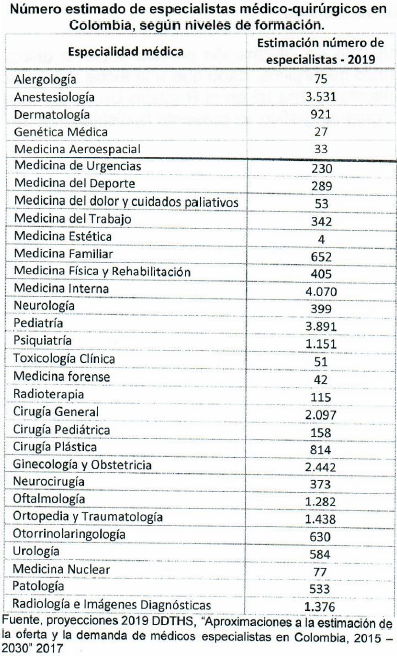 Número estimado de especialistas médico-quirúrgicos en
Colombia, según niveles de formación.
Especialidad médica
Estimación número de
especialistas - 2019
Alergología 75
Anestesiología 3.531
Dermatología 921
Genética Médica 27
Medicina Aeroespacial 33
Medicina de Urgencias 230
Medicina del Deporte 289
Medicina del dolor y cuidados paliativos 53
Medicina del Trabajo 342
Medicina Estética 4
Medicina Familiar 652
Medicina Física y Rehabilitación 405
Medicina Interna 4.070
Neurología 399
Pediatría 3.891
Psiquiatría 1.151
Toxicología Clínica 51
Medicina forense 42
Radioterapia 115
Cirugía General 2.097
Cirugía Pediátrica 158
Cirugía Plástica 814
Ginecología y Obstetricia 2.442
Neurocirugía 373
Oftalmología 1.282
Ortopedia y Traumatología 1.438
Otorrinolaringología 630
Urología 584
Medicina Nuclear 77
Patología 533
Radiología e Imágenes Diagnósticas 1.376
Fuente, proyecciones 2019 DDTHS, "Aproximaciones a la estimación de
la oferta y la demanda de médicos especialistas en Colombia, 2015 –
2030" 2017